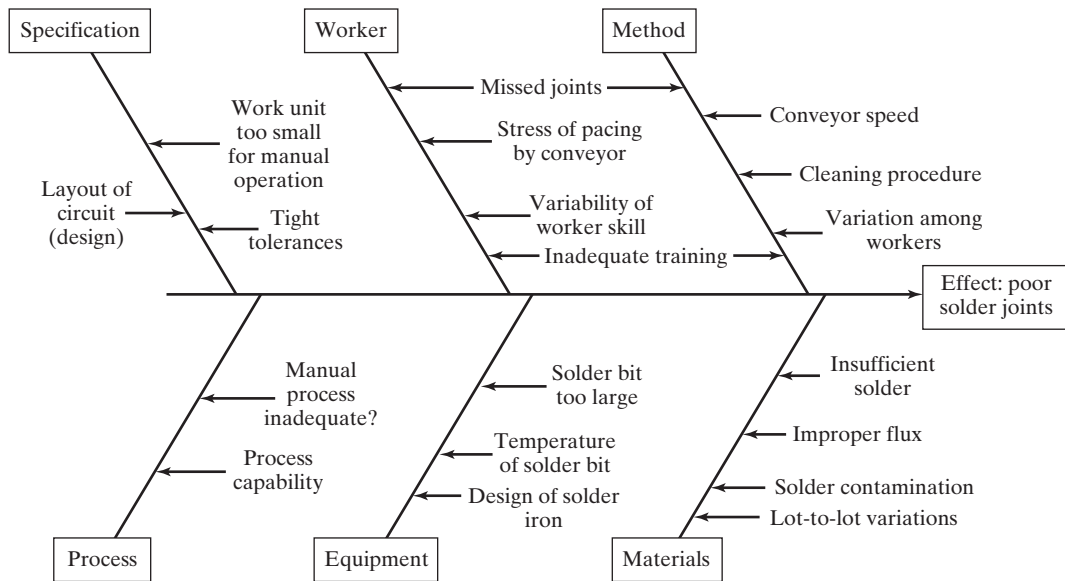 Specification
Worker
Method
Missed joints
Work unit
too small
for manual
operation
Stress of pacing
by conveyor
Conveyor speed
Cleaning procedure
Layout of
circuit
(design)
Tight
tolerances
Variability of
worker skill
Variation among
workers
Inadequate training
Effect: poor
solder joints
Manual
process
inadequate?
Solder bit
too large
Insufficient
solder
Process
capability
Temperature
of solder bit
Improper flux
Design of solder
iron
Solder contamination
Lot-to-lot variations
Process
Equipment
Materials